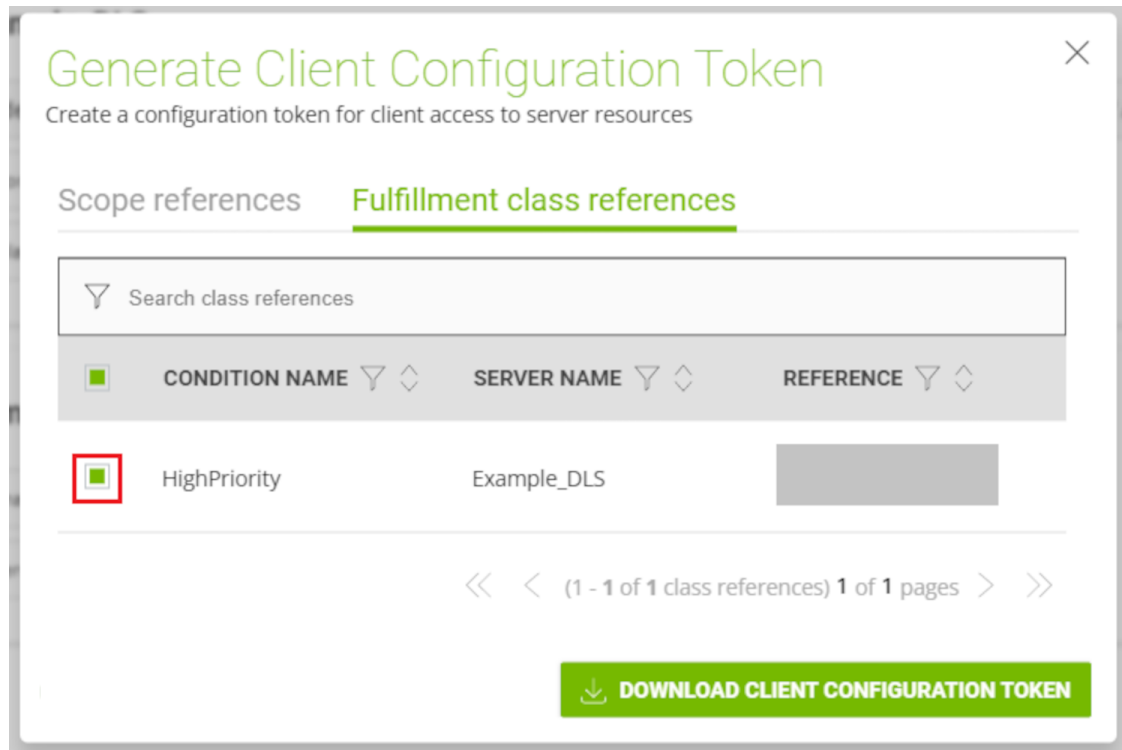 Generate Client Configuration Token
Create a configuration token for client access to server resources
Scope references Fulfillment class references
Search class references
CONDITION NAME SERVER NAME REFERENCE
HighPriority Example_DLS
(1 - 1 of 1 class references) 1 of 1 pages
DOWNLOAD CLIENT CONFIGURATION TOKEN